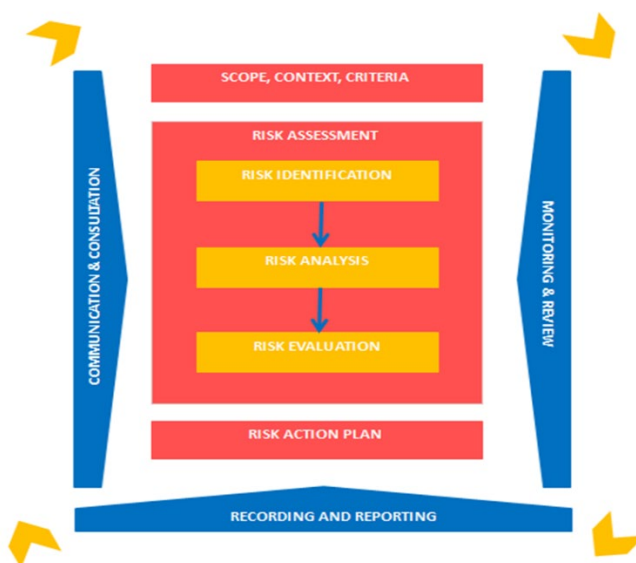 SCOPE, CONTEXT, CRITERIA
RISK ASSESSMENT
RISK IDENTIFICATION
RISK ANALYSIS
RISK EVALUATION
RISK ACTION PLAN
COMMUNICATION & CONSULTATION
MONITORING & REVIEW
RECORDING AND REPORTING